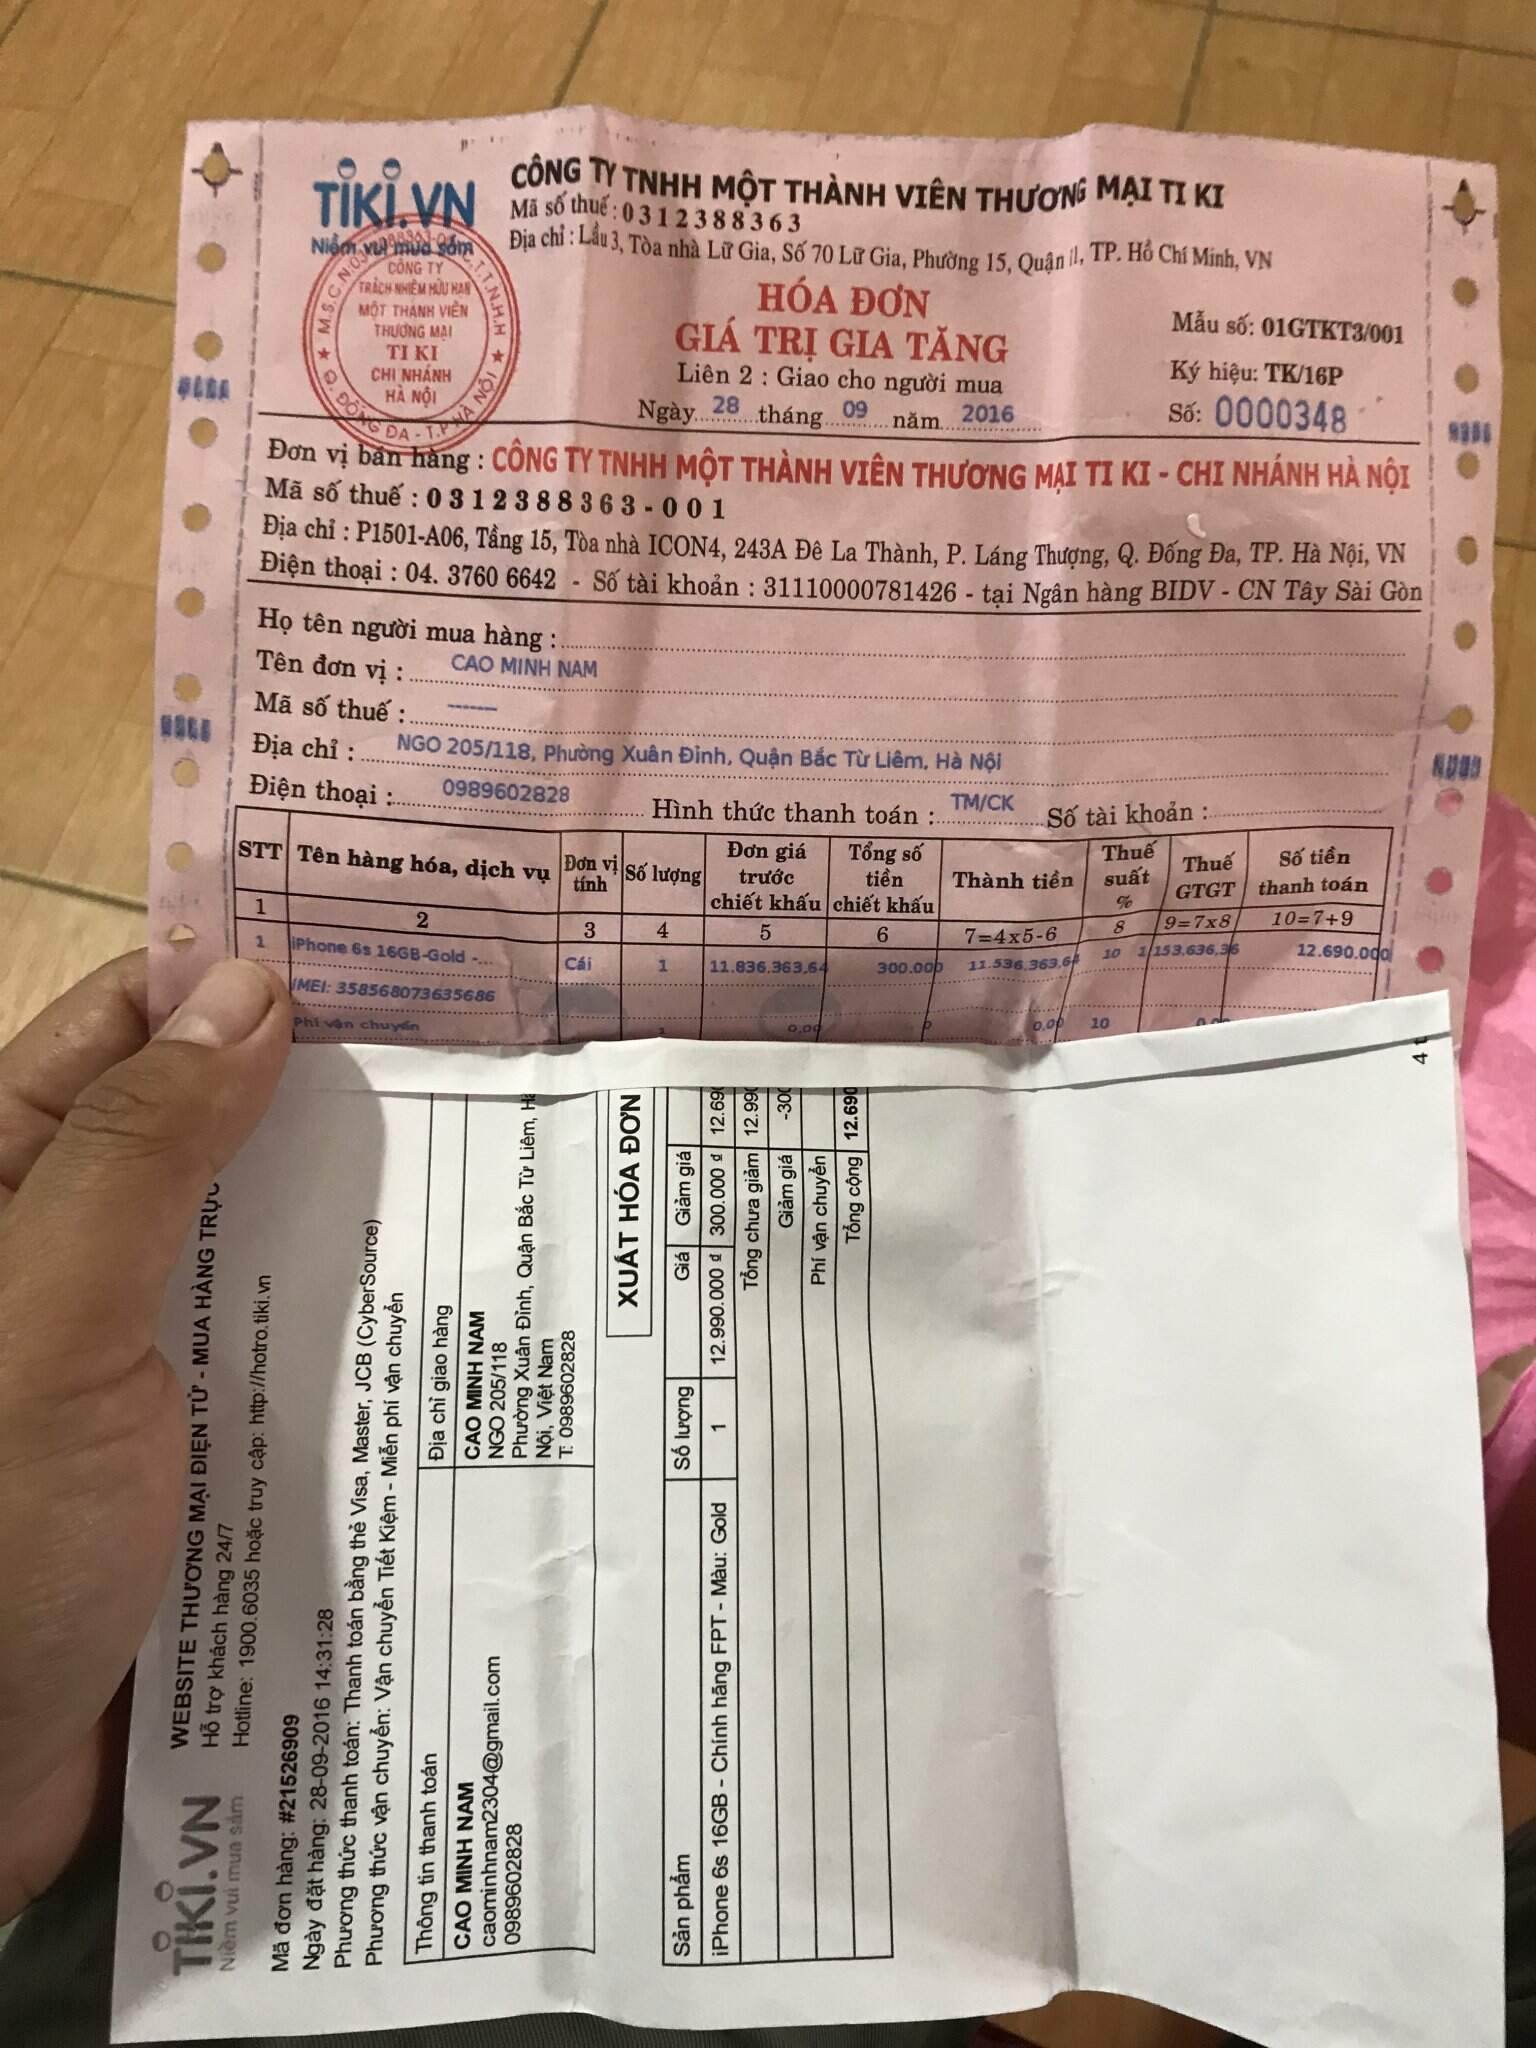 TiKi.VN
Niềm vui mua sắm
CÔNG TY TNHH MỘT THÀNH VIÊN THƯƠNG MẠI TI KI
Mã số thuế : 0312388363
Địa chỉ : Lầu 3, Tòa nhà Lữ Gia, Số 70 Lữ Gia, Phường 15, Quận 11, TP. Hồ Chí Minh, VN
CÔNG TY
TRÁCH NHIỆM HỮU HẠN
MỘT THÀNH VIÊN
THƯƠNG MẠI
TI KI
CHI NHÁNH
HÀ NỘI
Q. ĐỐNG ĐA - T.P HÀ NỘI
HÓA ĐƠN
GIÁ TRỊ GIA TĂNG
Liên 2 : Giao cho người mua
Ngày 28 tháng 09 năm 2016
Mẫu số: 01GTKT3/001
Ký hiệu: TK/16P
Số: 0000348
Đơn vị bán hàng : CÔNG TY TNHH MỘT THÀNH VIÊN THƯƠNG MẠI TI KI - CHI NHÁNH HÀ NỘI
Mã số thuế : 0312388363-001
Địa chỉ : P1501-A06, Tầng 15, Tòa nhà ICON4, 243A Đê La Thành, P. Láng Thượng, Q. Đống Đa, TP. Hà Nội, VN
Điện thoại : 04. 3760 6642 - Số tài khoản : 31110000781426 - tại Ngân hàng BIDV - CN Tây Sài Gòn
Họ tên người mua hàng :
Tên đơn vị : CAO MINH NAM
Mã số thuế : -------
Địa chỉ : NGO 205/118, Phường Xuân Đỉnh, Quận Bắc Từ Liêm, Hà Nội
Điện thoại : 0989602828 Hình thức thanh toán : TM/CK Số tài khoản :
STT Tên hàng hóa, dịch vụ Đơn vị tính Số lượng Đơn giá trước chiết khấu Tổng số tiền chiết khấu Thành tiền Thuế suất % Thuế GTGT Số tiền thanh toán
1 2 3 4 5 6 7=4x5-6 8 9=7x8 10=7+9
1 iPhone 6s 16GB-Gold -... Cái 1 11.836.363,64 300.000 11.536.363,64 10 1.153.636,36 12.690.000
IMEI: 358568073635686
Phí vận chuyển 1 0,00 0 0,00 10 0,00
TiKi.VN
Niềm vui mua sắm
WEBSITE THƯƠNG MẠI ĐIỆN TỬ - MUA HÀNG TRỰC
Hỗ trợ khách hàng 24/7
Hotline: 1900.6035 hoặc truy cập: http://hotro.tiki.vn
Mã đơn hàng: #21526909
Ngày đặt hàng: 28-09-2016 14:31:28
Phương thức thanh toán: Thanh toán bằng thẻ Visa, Master, JCB (CyberSource)
Phương thức vận chuyển: Vận chuyển Tiết Kiệm - Miễn phí vận chuyển
Thông tin thanh toán
CAO MINH NAM
caominhnam2304@gmail.com
0989602828
Địa chỉ giao hàng
CAO MINH NAM
NGO 205/118
Phường Xuân Đỉnh, Quận Bắc Từ Liêm, Hà
Nội, Việt Nam
T: 0989602828
XUẤT HÓA ĐƠN
Sản phẩm Số lượng Giá Giảm giá
iPhone 6s 16GB - Chính hãng FPT - Màu: Gold 1 12.990.000 ₫ 300.000 ₫ 12.690
Tổng chưa giảm 12.990
Giảm giá -300
Phí vận chuyển
Tổng cộng 12.690
4 t